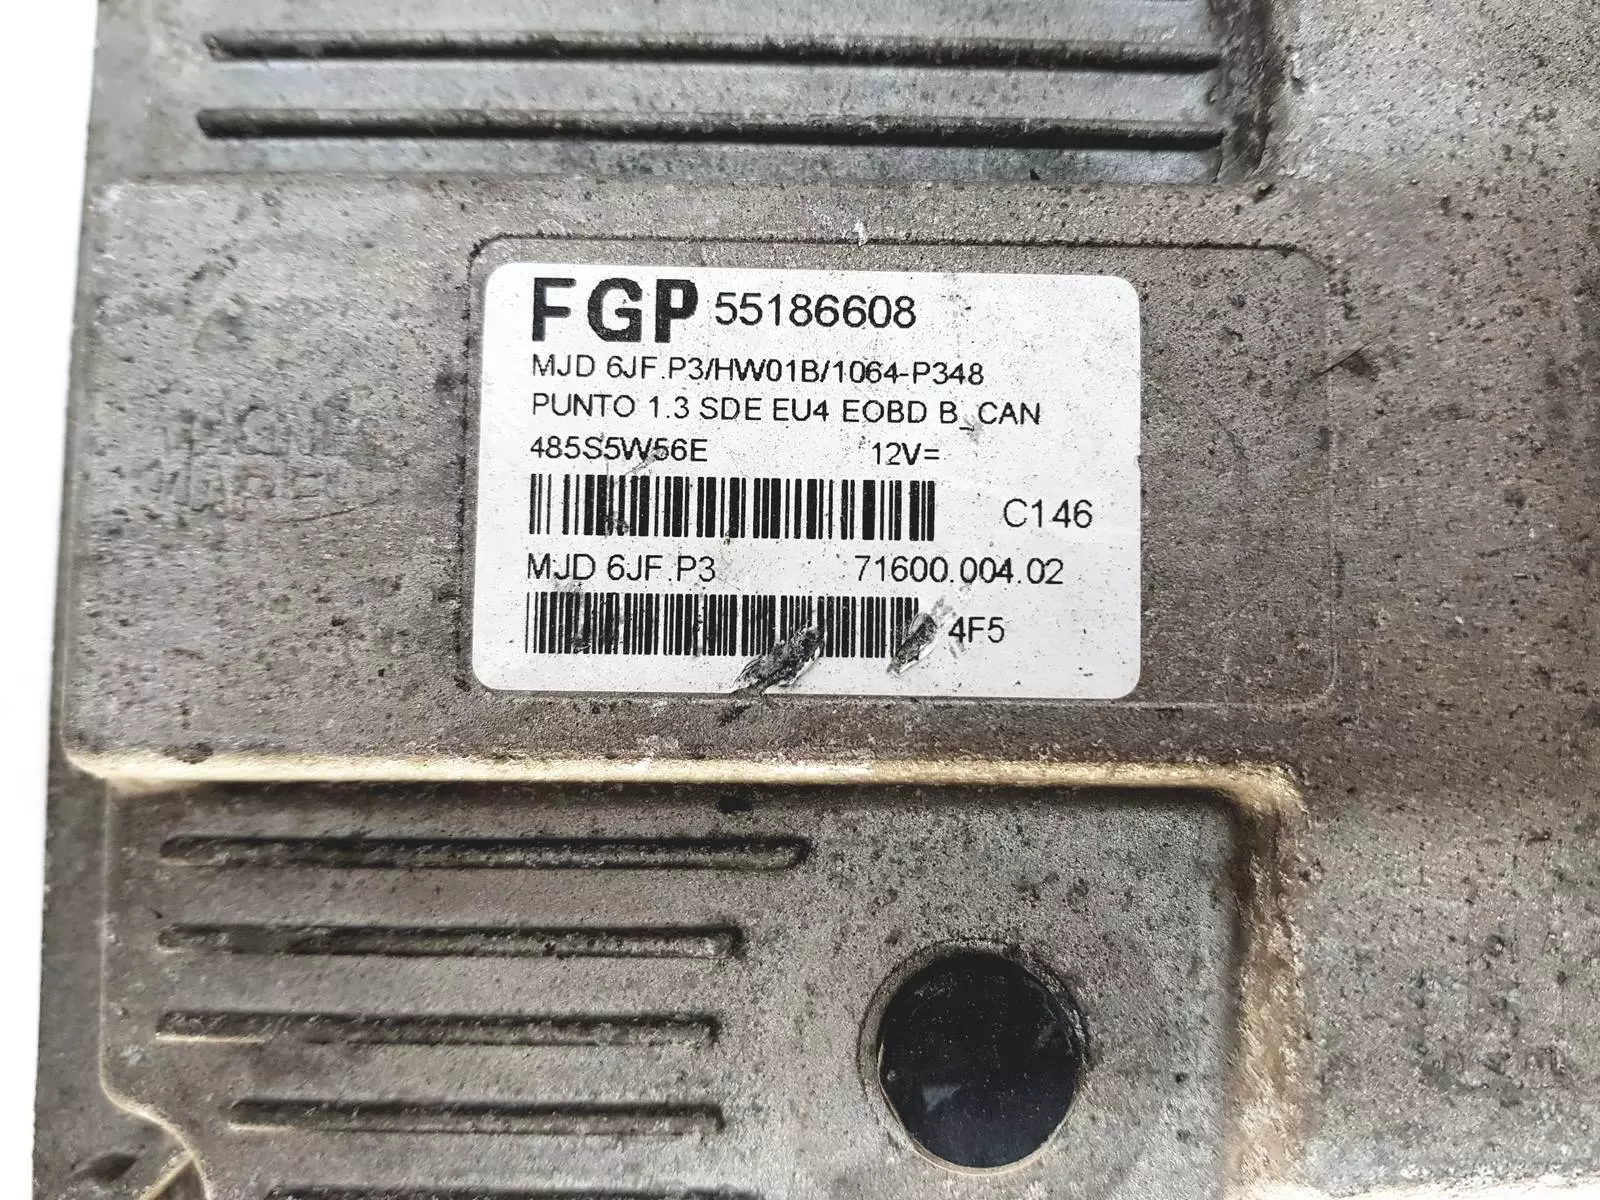 FGP 55186608
MJD 6JF.P3/HW01B/1064-P348
PUNTO 1.3 SDE EU4 EOBD B_CAN
485S5W56E 12V=
C146
MJD 6JF.P3 71600.004.02
4F5